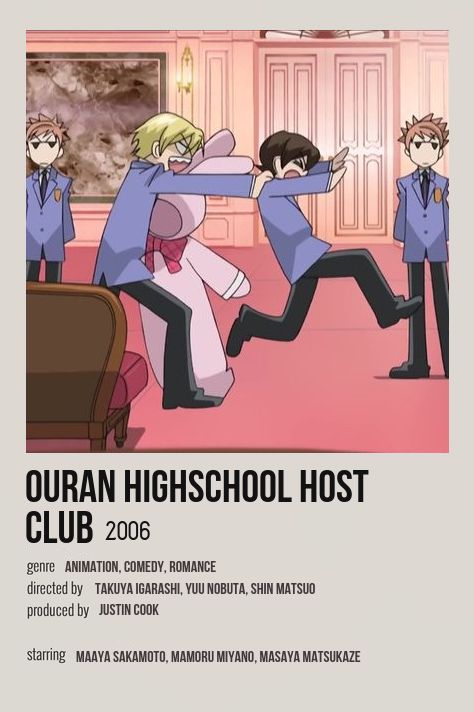 OURAN HIGHSCHOOL HOST
CLUB 2006
genre ANIMATION, COMEDY, ROMANCE
directed by TAKUYA IGARASHI, YUU NOBUTA, SHIN MATSUO
produced by JUSTIN COOK
starring MAAYA SAKAMOTO, MAMORU MIYANO, MASAYA MATSUKAZE